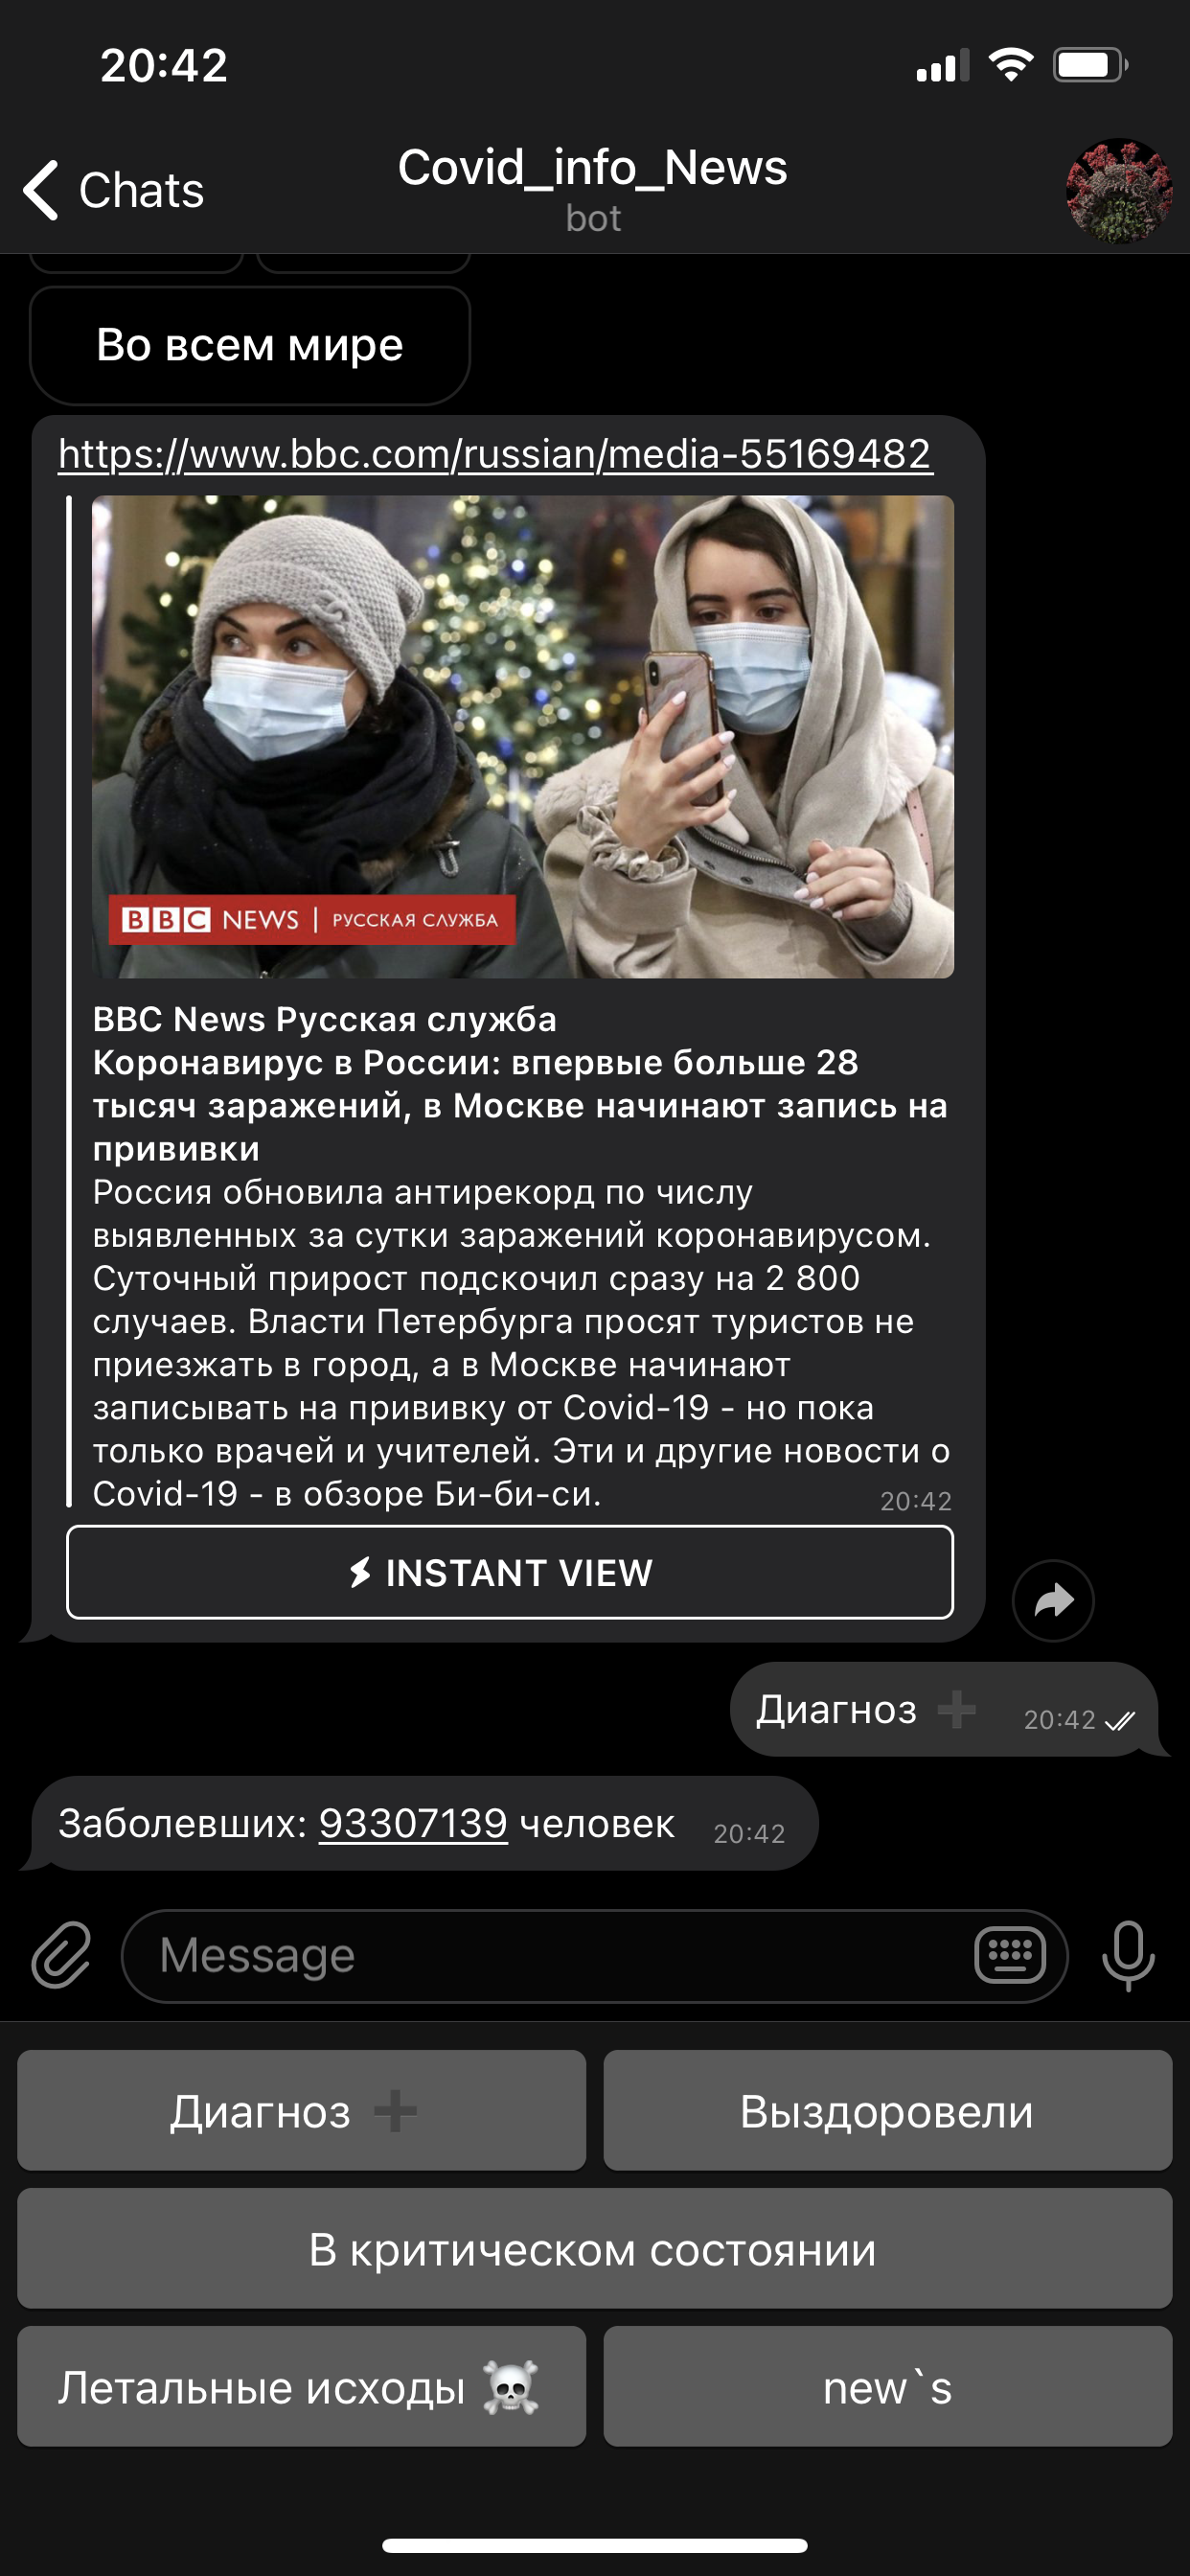 20:42
Chats
Covid_info_News
bot
Во всем мире
https://www.bbc.com/russian/media-55169482
BBC NEWS | РУССКАЯ СЛУЖБА
BBC News Русская служба
Коронавирус в России: впервые больше 28
тысяч заражений, в Москве начинают запись на
прививки
Россия обновила антирекорд по числу
выявленных за сутки заражений коронавирусом.
Суточный прирост подскочил сразу на 2 800
случаев. Власти Петербурга просят туристов не
приезжать в город, а в Москве начинают
записывать на прививку от Covid-19 - но пока
только врачей и учителей. Эти и другие новости о
Covid-19 - в обзоре Би-би-си.
20:42
INSTANT VIEW
Диагноз ➕ 20:42
Заболевших: 93307139 человек 20:42
Message
Диагноз ➕
Выздоровели
В критическом состоянии
Летальные исходы ☠️
new`s